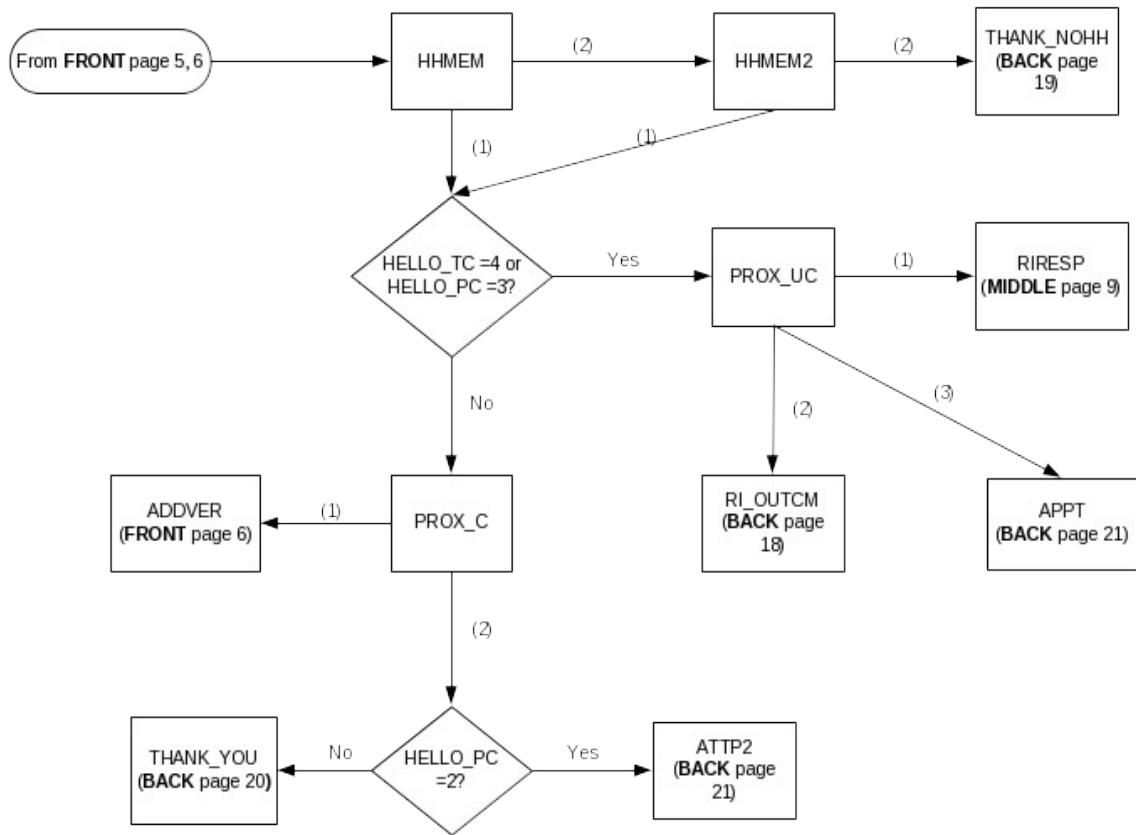 From FRONT page 5, 6
HHMEM
(2)
HHMEM2
(2)
THANK_NOHH
(BACK page
19)
(1)
(1)
HELLO_TC =4 or
HELLO_PC =3?
Yes
PROX_UC
(1)
RIRESP
(MIDDLE page 9)
No
(2)
(3)
ADDVER
(FRONT page 6)
(1)
PROX_C
RI_OUTCM
(BACK page
18)
APPT
(BACK page 21)
(2)
THANK_YOU
(BACK page 20)
No
HELLO_PC
=2?
Yes
ATTP2
(BACK page
21)